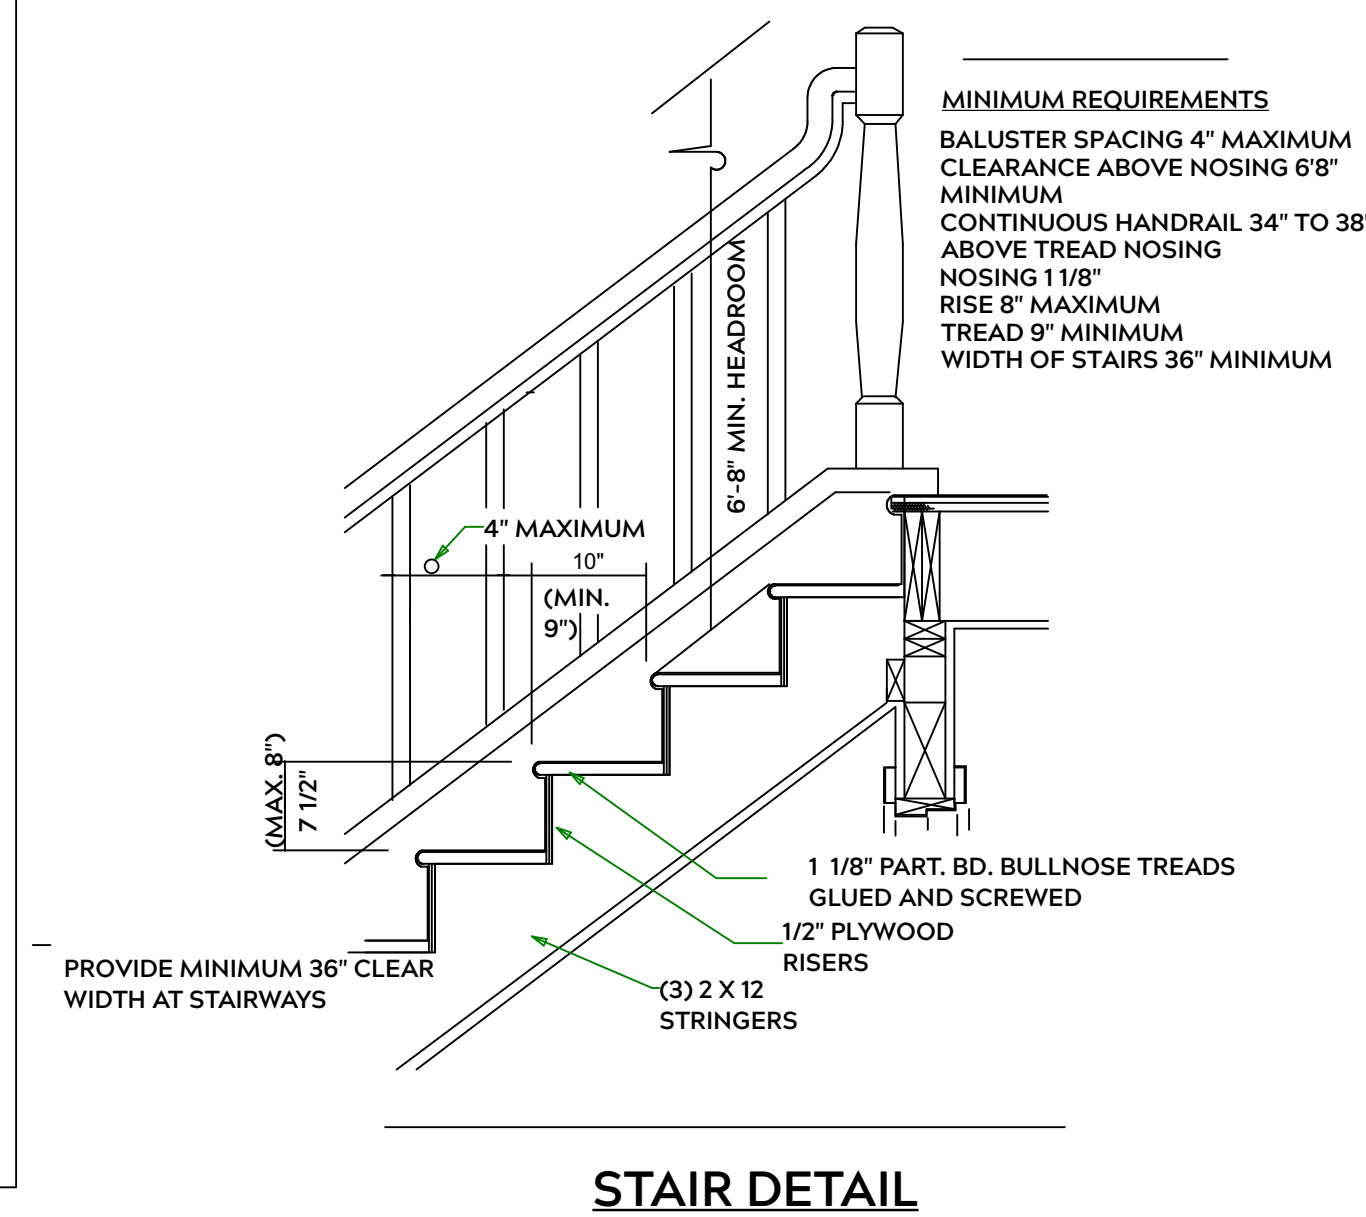 MINIMUM REQUIREMENTS
BALUSTER SPACING 4" MAXIMUM
CLEARANCE ABOVE NOSING 6'8"
MINIMUM
CONTINUOUS HANDRAIL 34" TO 38"
ABOVE TREAD NOSING
NOSING 1 1/8"
RISE 8" MAXIMUM
TREAD 9" MINIMUM
WIDTH OF STAIRS 36" MINIMUM
6'-8" MIN. HEADROOM
4" MAXIMUM
10"
(MIN.
9")
(MAX. 8")
7 1/2"
1 1/8" PART. BD. BULLNOSE TREADS
GLUED AND SCREWED
1/2" PLYWOOD
RISERS
(3) 2 X 12
STRINGERS
PROVIDE MINIMUM 36" CLEAR
WIDTH AT STAIRWAYS
STAIR DETAIL